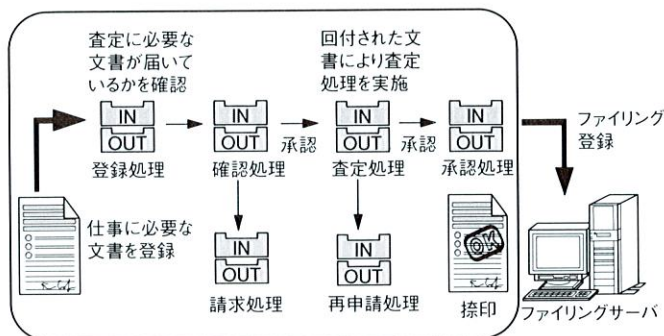 査定に必要な
文書が届いて
いるかを確認
回付された文
書により査定
処理を実施
IN
OUT
登録処理
IN
OUT
確認処理
承認
IN
OUT
査定処理
承認
IN
OUT
承認処理
ファイリング
登録
仕事に必要な
文書を登録
IN
OUT
請求処理
IN
OUT
再申請処理
OK
捺印
ファイリングサーバ